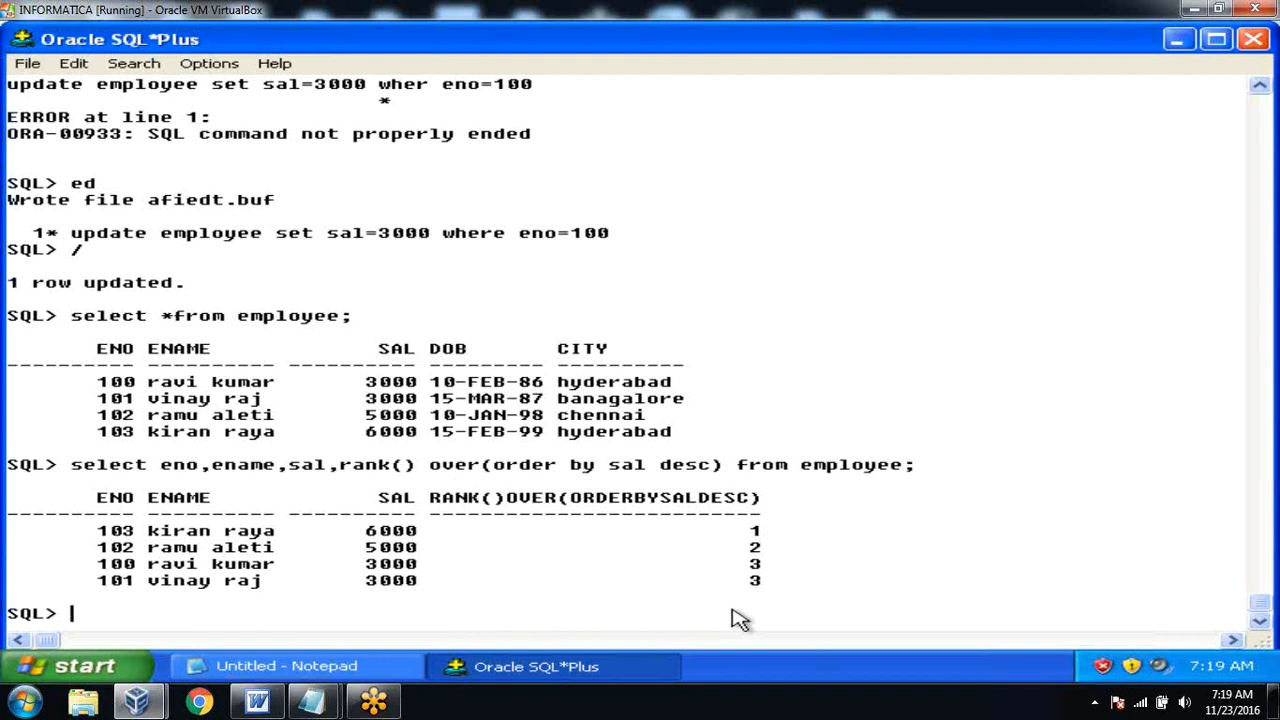 INFORMATICA [Running] - Oracle VM VirtualBox
Oracle SQL*Plus
File Edit Search Options Help
update employee set sal=3000 wher eno=100
*
ERROR at line 1:
ORA-00933: SQL command not properly ended
SQL> ed
Wrote file afiedt.buf
1* update employee set sal=3000 where eno=100
SQL> /
1 row updated.
SQL> select *from employee;
ENO ENAME SAL DOB CITY
---------- ---------- ---------- --------- ----------
100 ravi kumar 3000 10-FEB-86 hyderabad
101 vinay raj 3000 15-MAR-87 banagalore
102 ramu aleti 5000 10-JAN-98 chennai
103 kiran raya 6000 15-FEB-99 hyderabad
SQL> select eno,ename,sal,rank() over(order by sal desc) from employee;
ENO ENAME SAL RANK()OVER(ORDERBYSALDESC)
---------- ---------- ---------- --------------------------
103 kiran raya 6000 1
102 ramu aleti 5000 2
100 ravi kumar 3000 3
101 vinay raj 3000 3
SQL>
start Untitled - Notepad Oracle SQL*Plus 7:19 AM
7:19 AM
11/23/2016